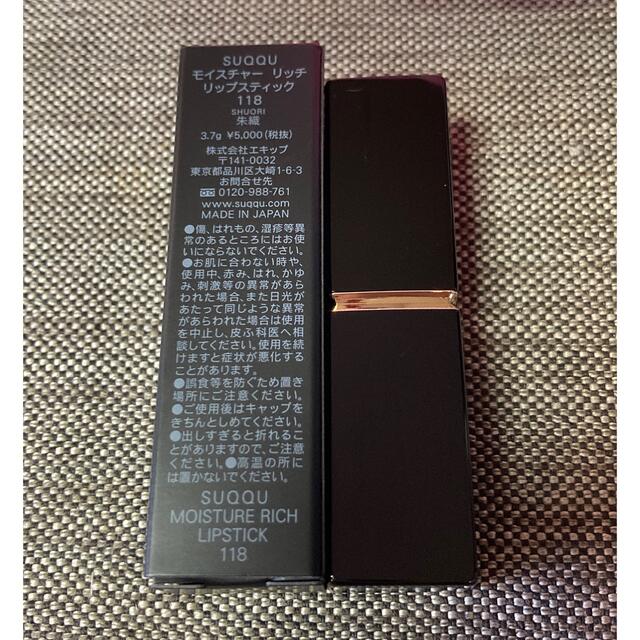 SUQQU
モイスチャー リッチ
リップスティック
118
SHUORI
朱織
3.7g ¥5,000(税抜)
株式会社エキップ
〒141-0032
東京都品川区大崎1-6-3
お問合せ先
0120-988-761
www.suqqu.com
MADE IN JAPAN
●傷、はれもの、湿疹等異
常のあるところにはお使
いにならないでください。
●お肌に合わない時や、
使用中、赤み、はれ、かゆ
み、刺激等の異常があら
われた場合、また日光が
あたって同じような異常
があらわれた場合は使用
を中止し、皮ふ科医へ相
談してください。使用を続
けますと症状が悪化する
ことがあります。
●誤食等を防ぐため置き
場所にご注意ください。
●ご使用後はキャップを
きちんとしめてください。
●出しすぎると折れるこ
とがありますので、ご注意
ください。●高温の所に
は置かないでください。
SUQQU
MOISTURE RICH
LIPSTICK
118